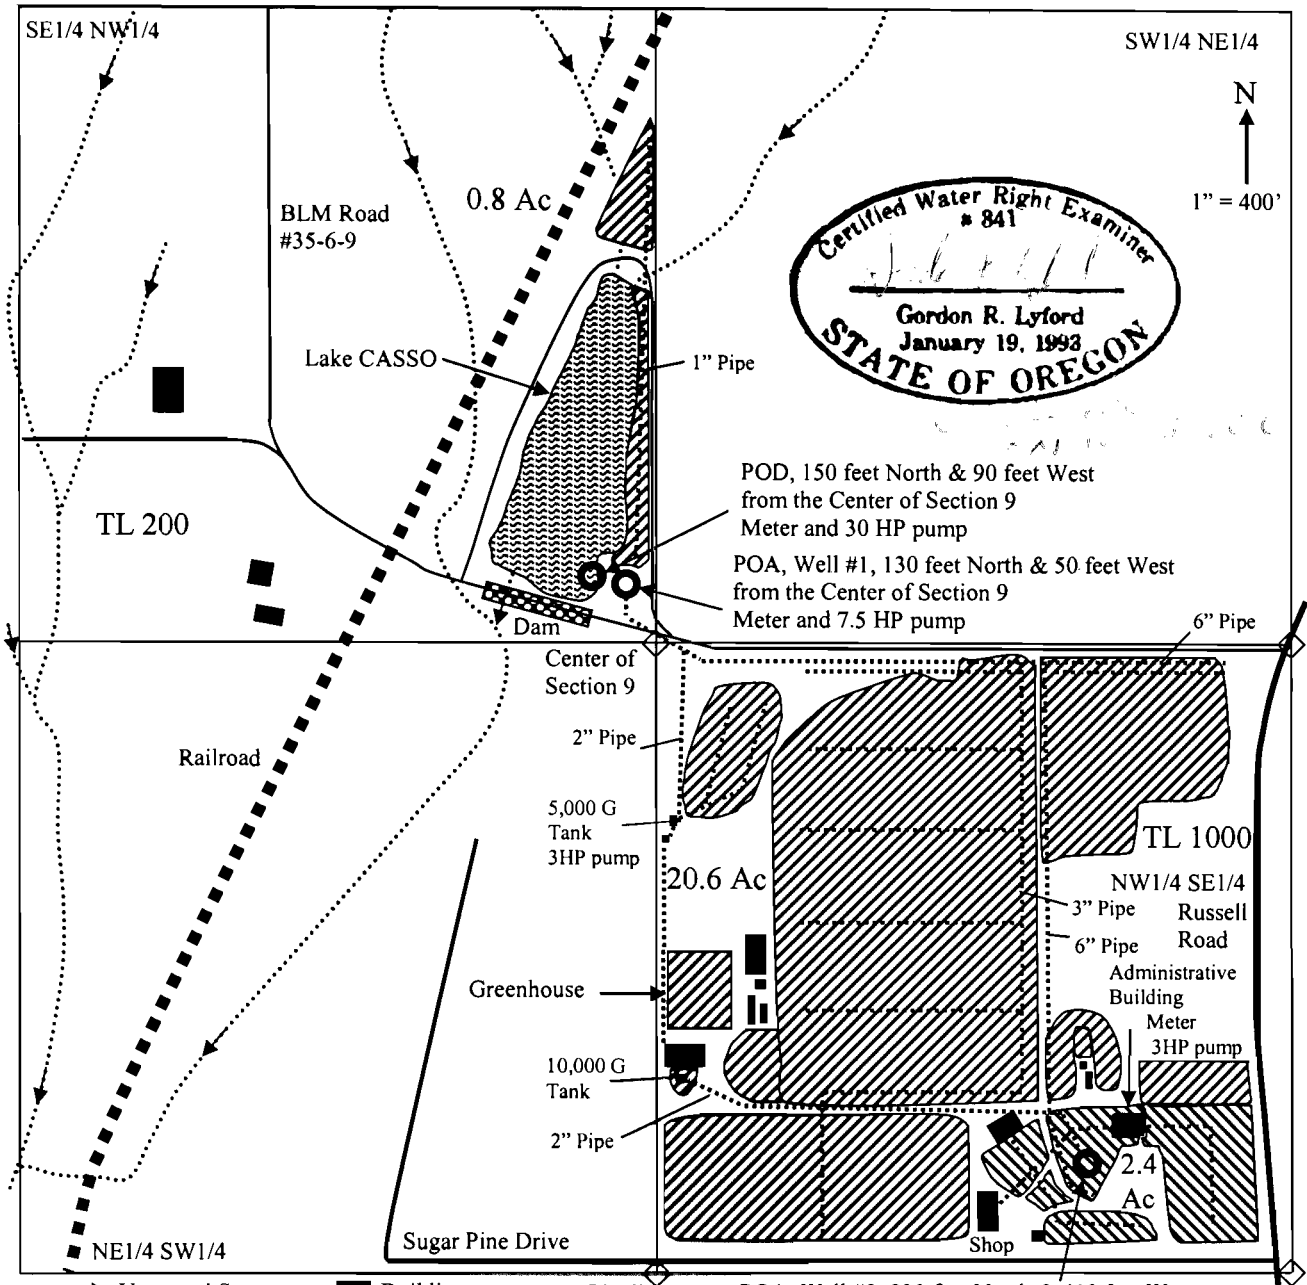 SE1/4 NW1/4
SW1/4 NE1/4
N
1” = 400’
0.8 Ac
BLM Road
#35-6-9
Certified Water Right Examiner
# 841
Gordon R. Lyford
January 19, 1993
STATE OF OREGON
Lake CASSO
1” Pipe
POD, 150 feet North & 90 feet West
from the Center of Section 9
Meter and 30 HP pump
TL 200
POA, Well #1, 130 feet North & 50 feet West
from the Center of Section 9
Meter and 7.5 HP pump
Dam
6” Pipe
Center of
Section 9
2” Pipe
Railroad
5,000 G
Tank
3HP pump
TL 1000
20.6 Ac
NW1/4 SE1/4
3” Pipe
Russell
Road
6” Pipe
Administrative
Building
Meter
3HP pump
Greenhouse
10,000 G
Tank
2” Pipe
2.4
Ac
Shop
Sugar Pine Drive
NE1/4 SW1/4